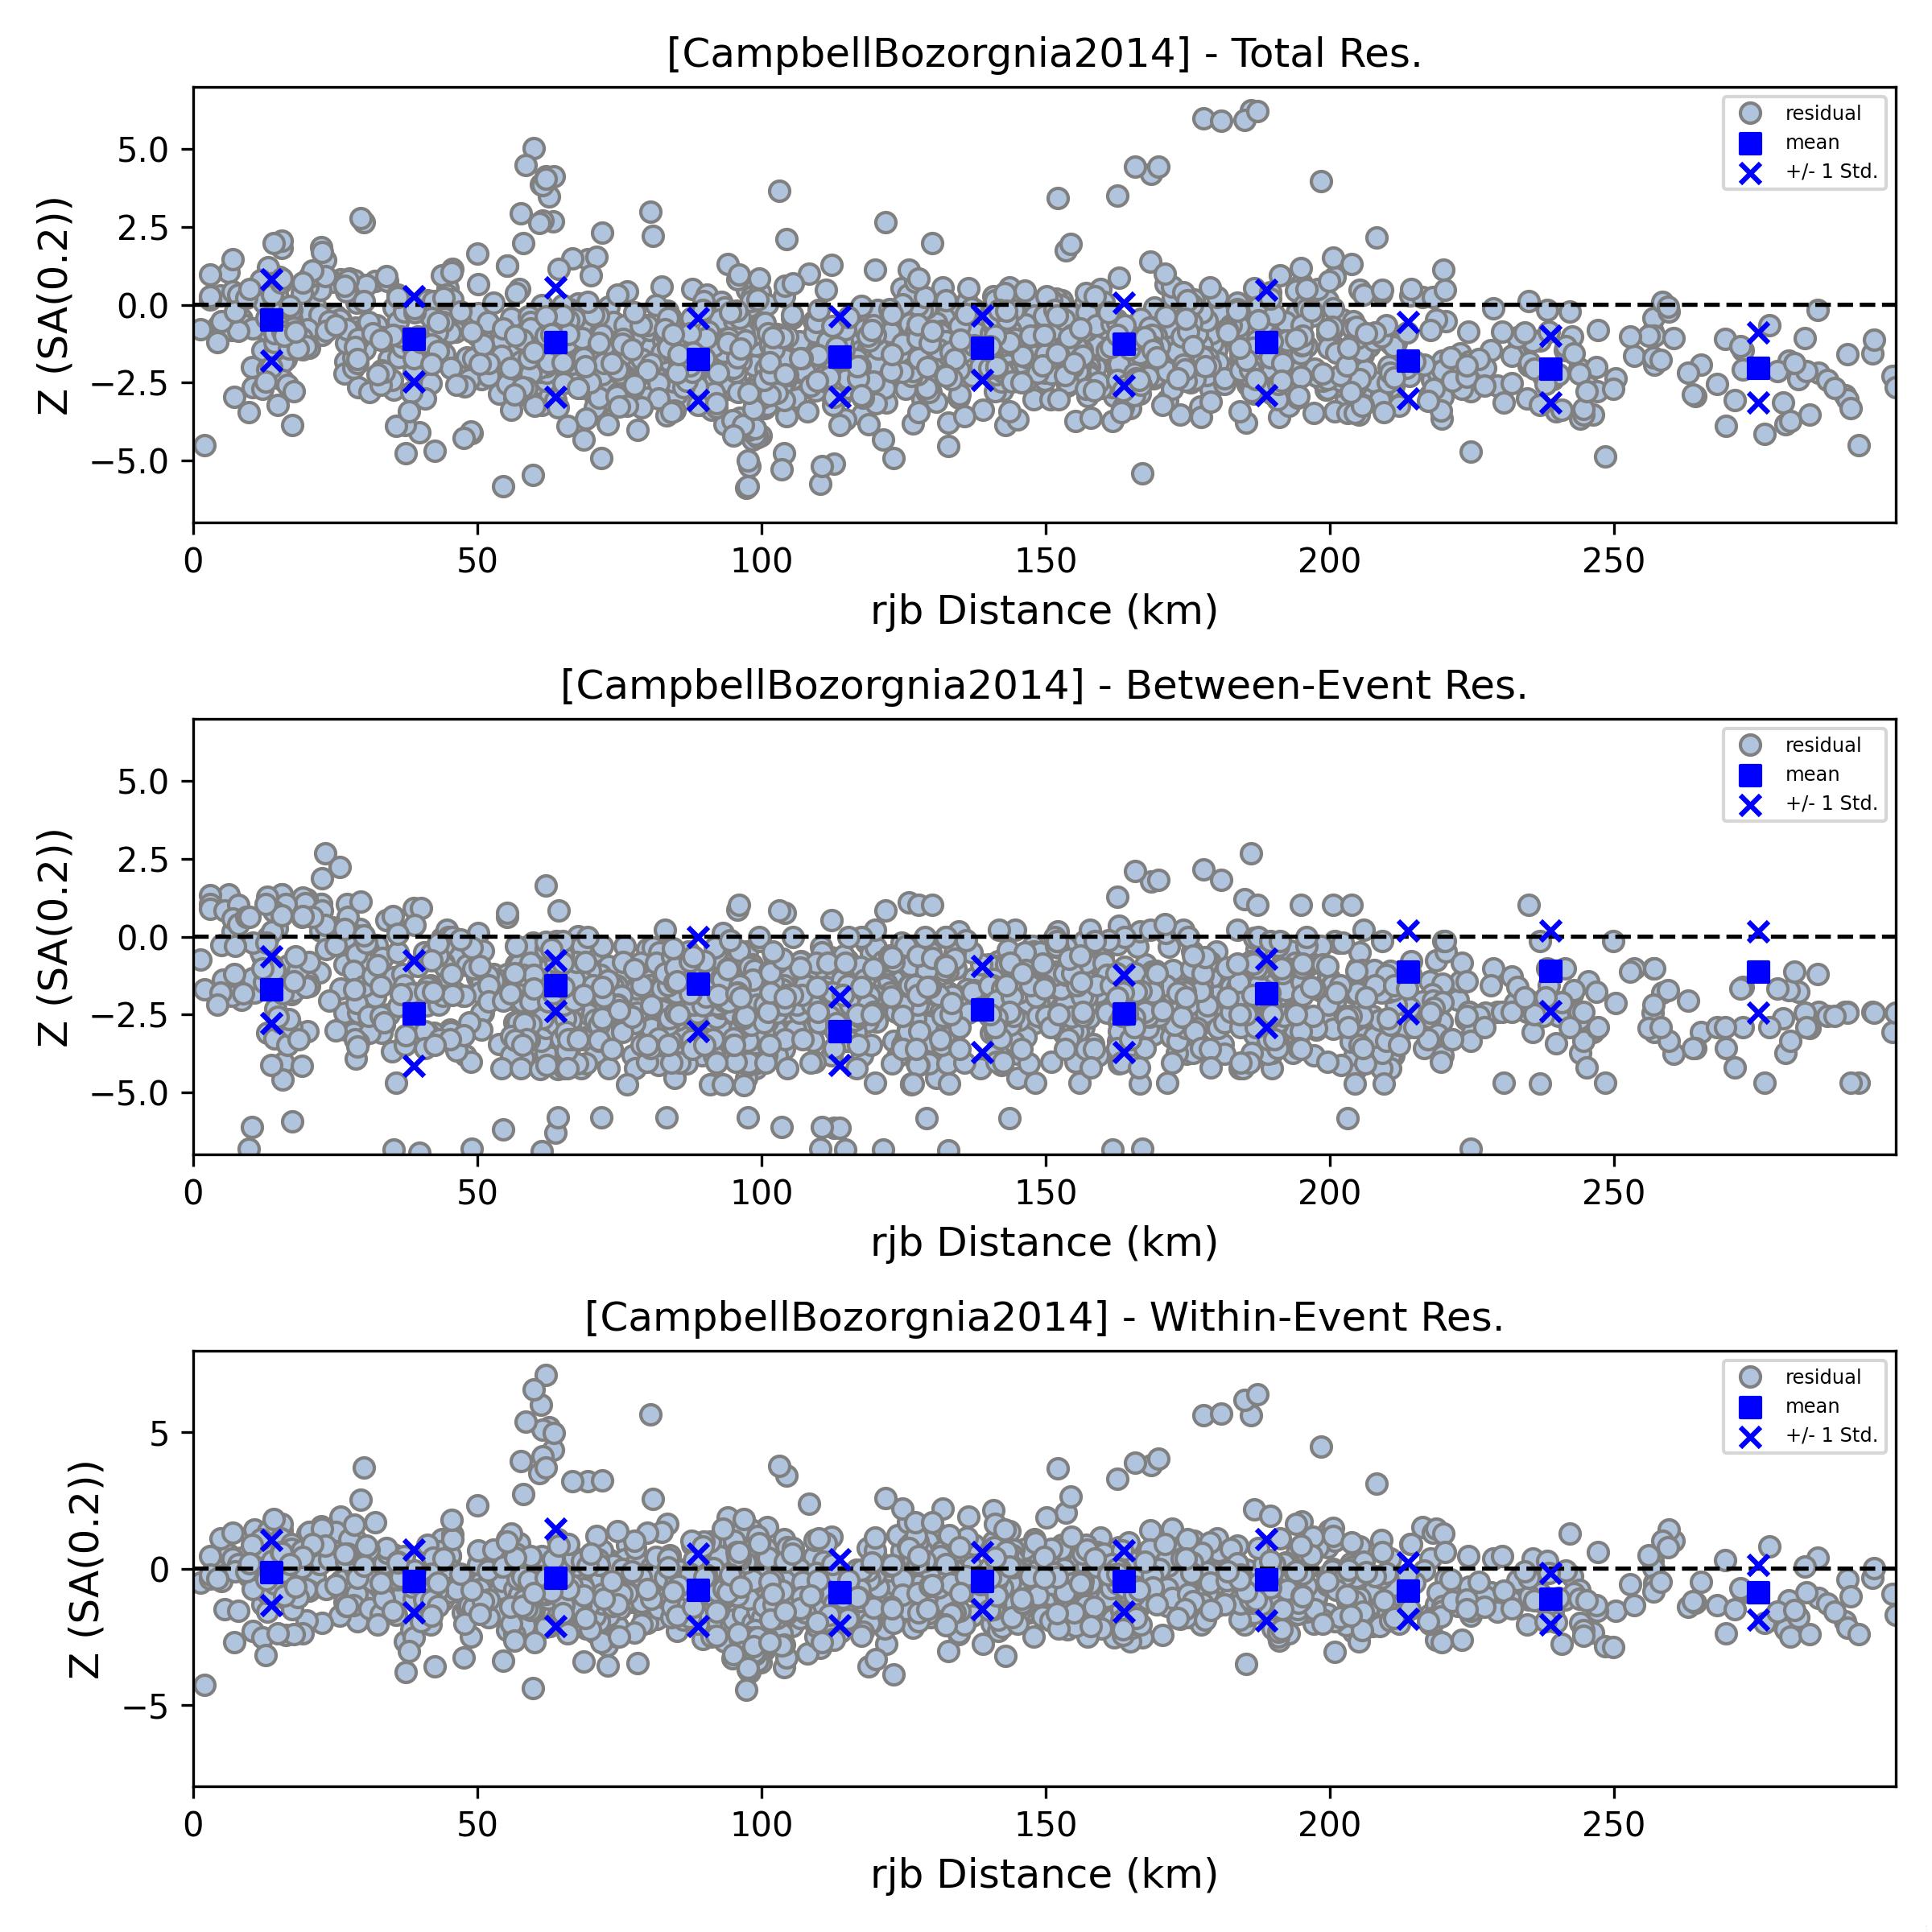 [CampbellBozorgnia2014] - Total Res.
5.0
2.5
0.0
−2.5
−5.0
Z (SA(0.2))
residual
mean
+/- 1 Std.
0 50 100 150 200 250
rjb Distance (km)
[CampbellBozorgnia2014] - Between-Event Res.
5.0
2.5
0.0
−2.5
−5.0
Z (SA(0.2))
residual
mean
+/- 1 Std.
0 50 100 150 200 250
rjb Distance (km)
[CampbellBozorgnia2014] - Within-Event Res.
5
0
−5
Z (SA(0.2))
residual
mean
+/- 1 Std.
0 50 100 150 200 250
rjb Distance (km)